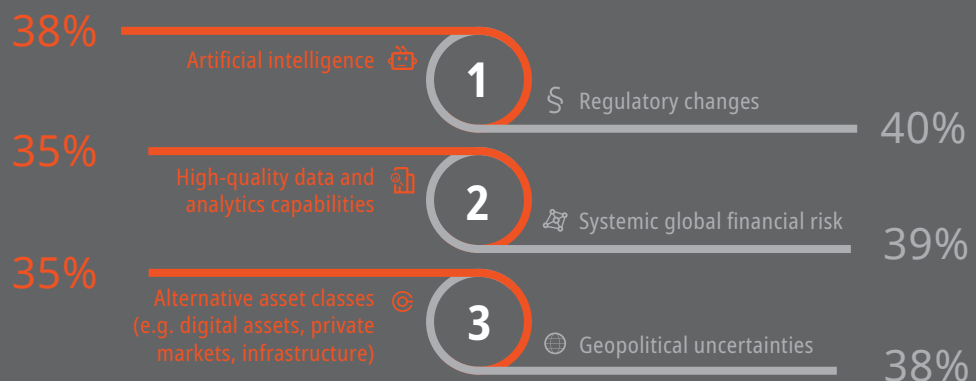 38%
Artificial intelligence
1
§ Regulatory changes
40%
35%
High-quality data and
analytics capabilities
2
Systemic global financial risk
39%
35%
Alternative asset classes
(e.g. digital assets, private
markets, infrastructure)
3
Geopolitical uncertainties
38%